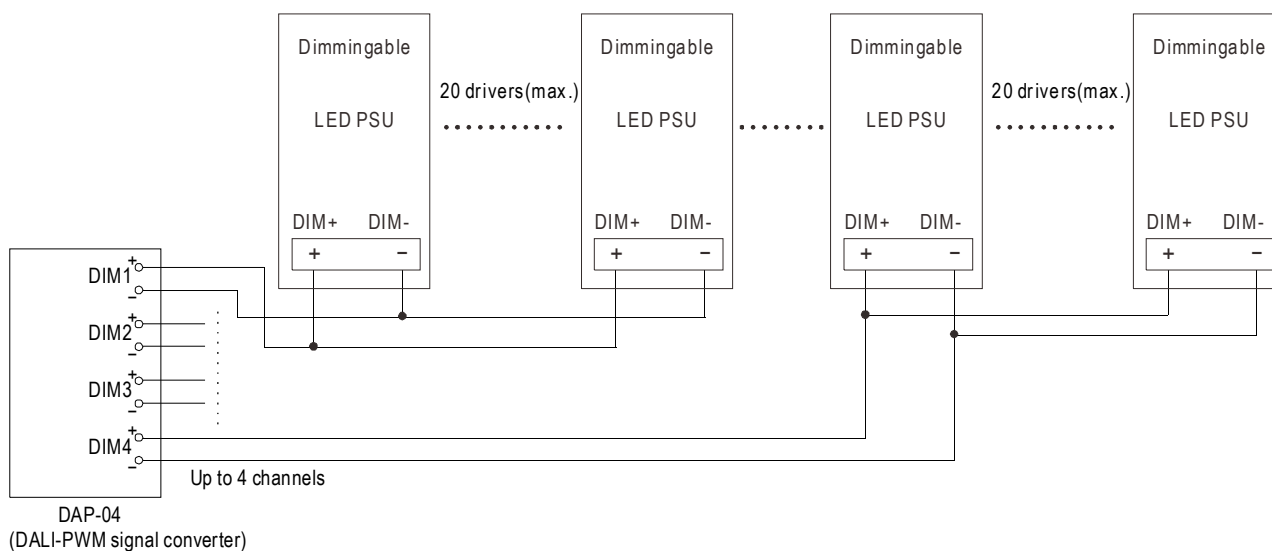 Dimmingable
Dimmingable
Dimmingable
Dimmingable
20 drivers(max.)
20 drivers(max.)
LED PSU
LED PSU
LED PSU
LED PSU
DIM+ DIM-
DIM+ DIM-
DIM+ DIM-
DIM+ DIM-
+ −
+ −
+ −
+ −
DIM1 + −
DIM2 + −
DIM3 + −
DIM4 + −
Up to 4 channels
DAP-04
(DALI-PWM signal converter)